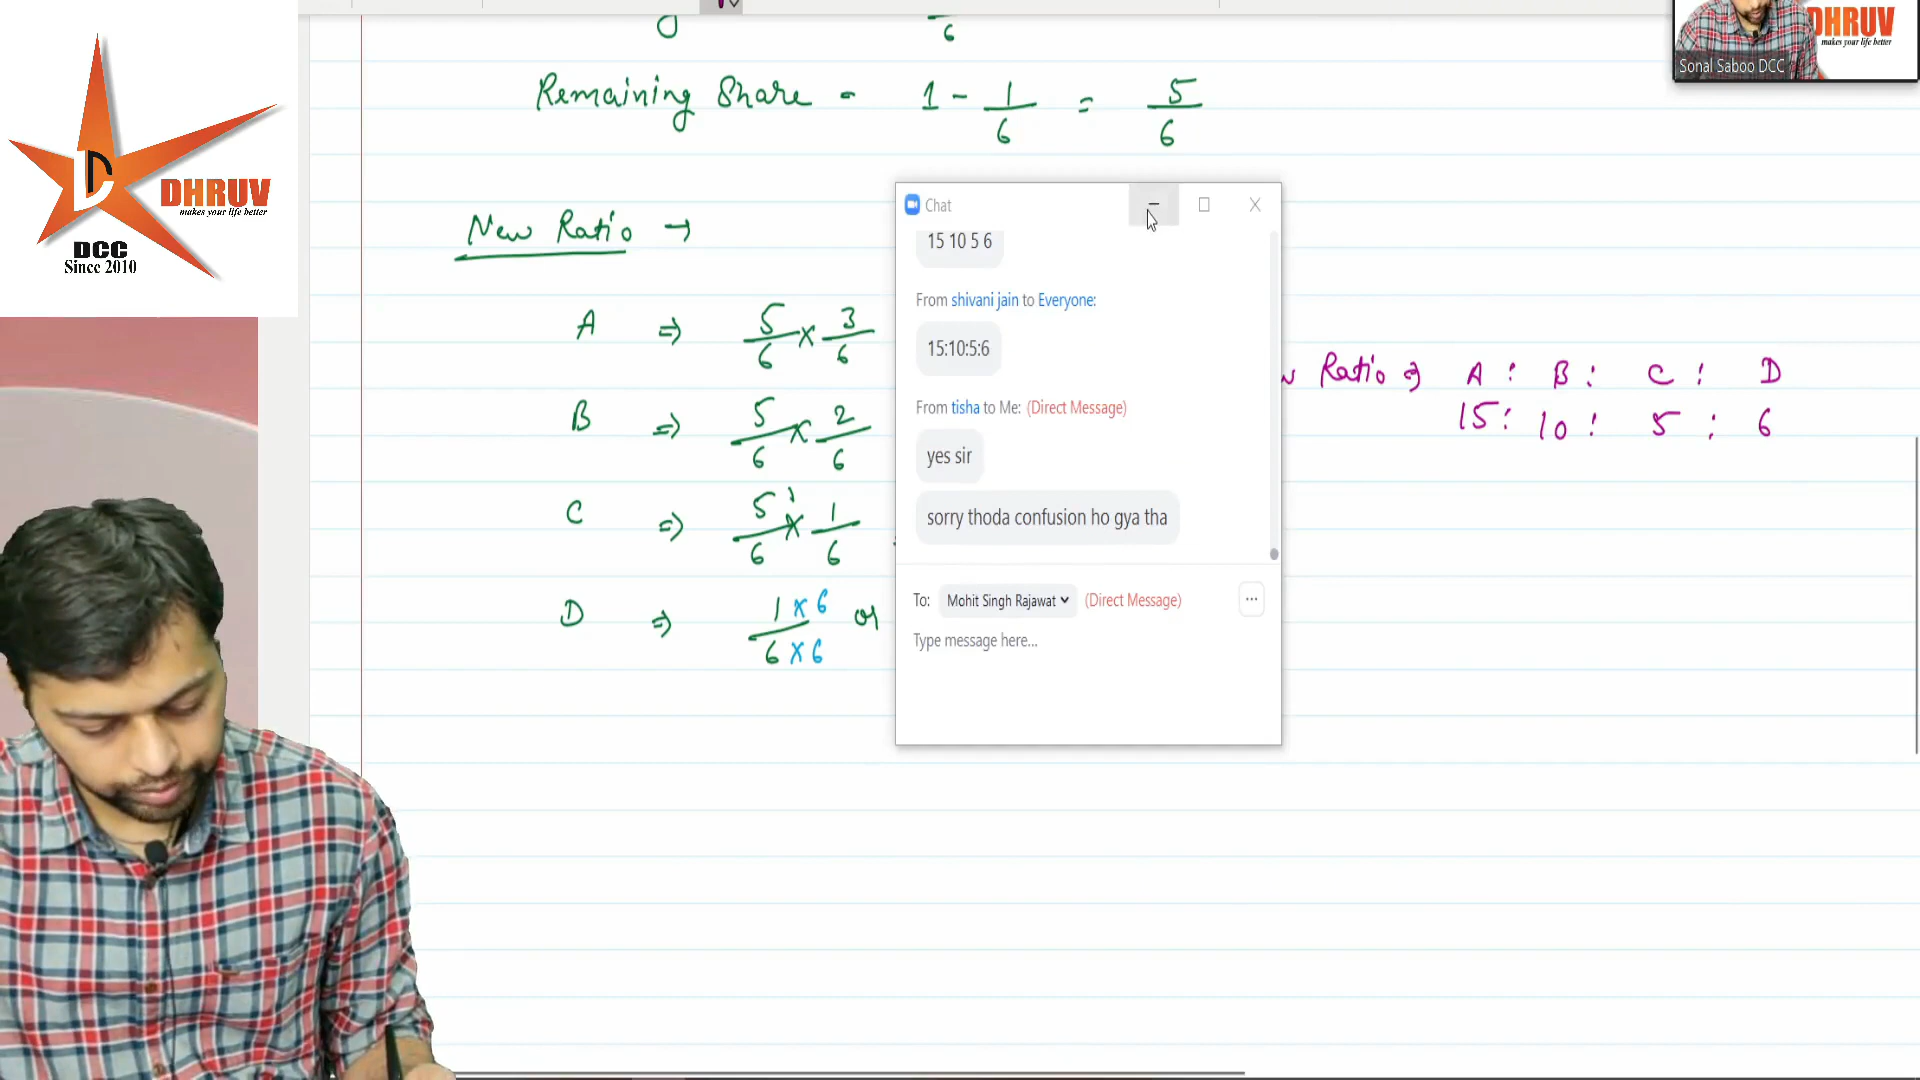 6
Remaining Share - 1 - 1/6 = 5/6
New Ratio →
A ⇒ 5/6 × 3/6
B ⇒ 5/6 × 2/6
C ⇒ 5/6 × 1/6
D ⇒ 1 × 6 / 6 × 6 or
Ratio ⇒ A : B : C : D
15 : 10 : 5 : 6
Chat
15 10 5 6
From shivani jain to Everyone:
15:10:5:6
From tisha to Me: (Direct Message)
yes sir
sorry thoda confusion ho gya tha
To: Mohit Singh Rajawat (Direct Message)
Type message here...
DHRUV
makes your life better
DCC
Since 2010
DHRUV
makes your life better
Sonal Saboo DCC